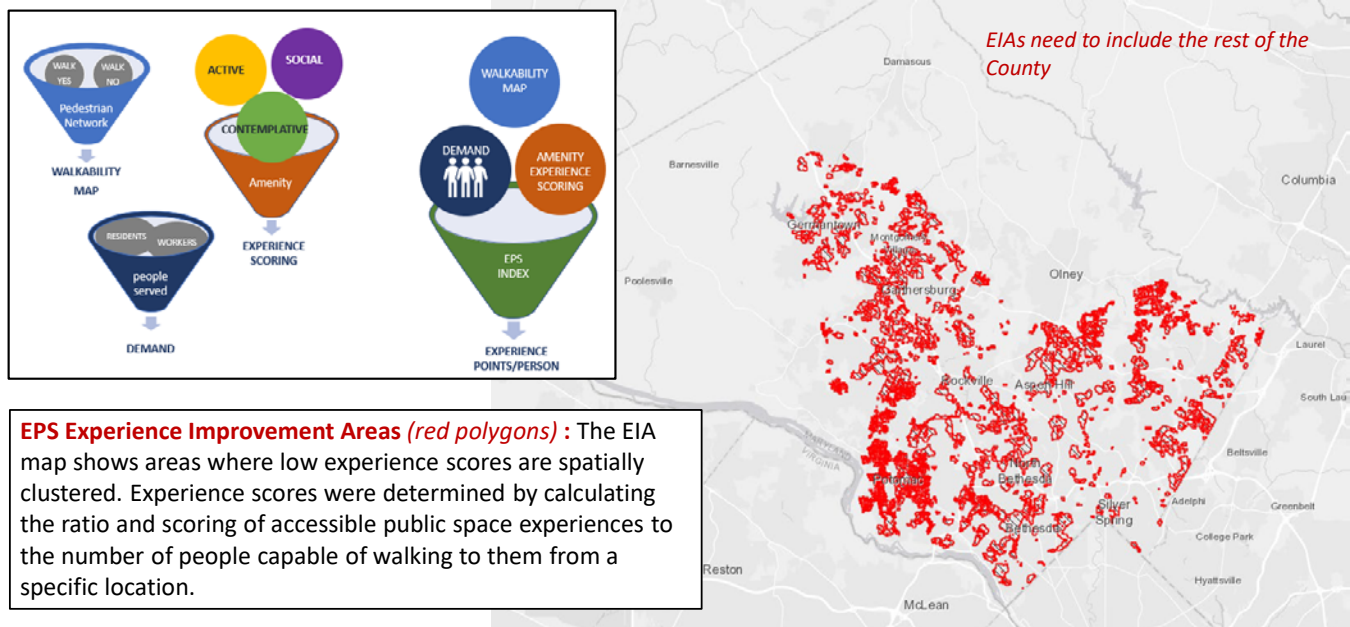 WALK
YES
WALK
NO
Pedestrian
Network
WALKABILITY
MAP
RESIDENTS
WORKERS
people
served
DEMAND
ACTIVE
SOCIAL
CONTEMPLATIVE
Amenity
EXPERIENCE
SCORING
WALKABILITY
MAP
DEMAND
AMENITY
EXPERIENCE
SCORING
EPS
INDEX
EXPERIENCE
POINTS/PERSON
EPS Experience Improvement Areas (red polygons) : The EIA
map shows areas where low experience scores are spatially
clustered. Experience scores were determined by calculating
the ratio and scoring of accessible public space experiences to
the number of people capable of walking to them from a
specific location.
EIAs need to include the rest of the
County
Damascus
Barnesville
Columbia
Germantown
Montgomery
Village
Olney
Poolesville
Gaithersburg
Laurel
Rockville
Aspen Hill
South Lau
MARYLAND
VIRGINIA
Beltsville
Potomac
North
Bethesda
Silver
Spring
Adelphi
Greenbelt
Bethesda
College Park
Reston
Hyattsville
McLean